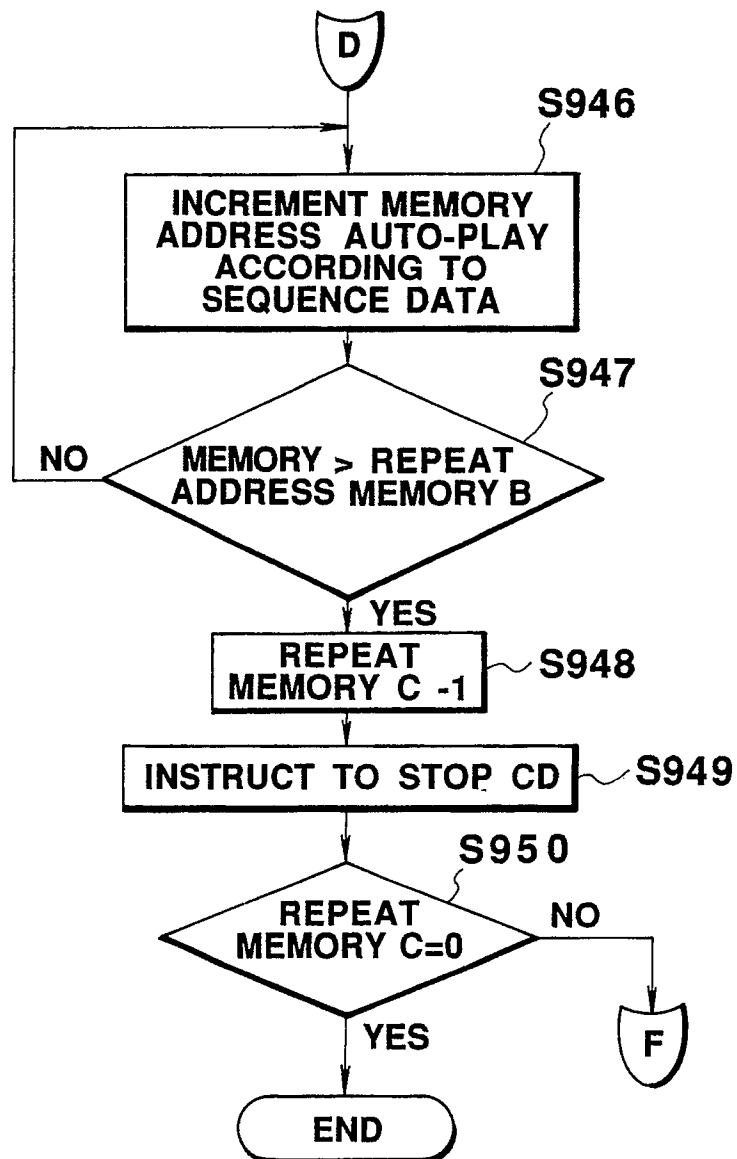 D
S946
INCREMENT MEMORY
ADDRESS AUTO-PLAY
ACCORDING TO
SEQUENCE DATA
S947
NO
MEMORY > REPEAT
ADDRESS MEMORY B
YES
REPEAT
MEMORY C -1
S948
INSTRUCT TO STOP CD
S949
S950
REPEAT
MEMORY C=0
NO
F
YES
END